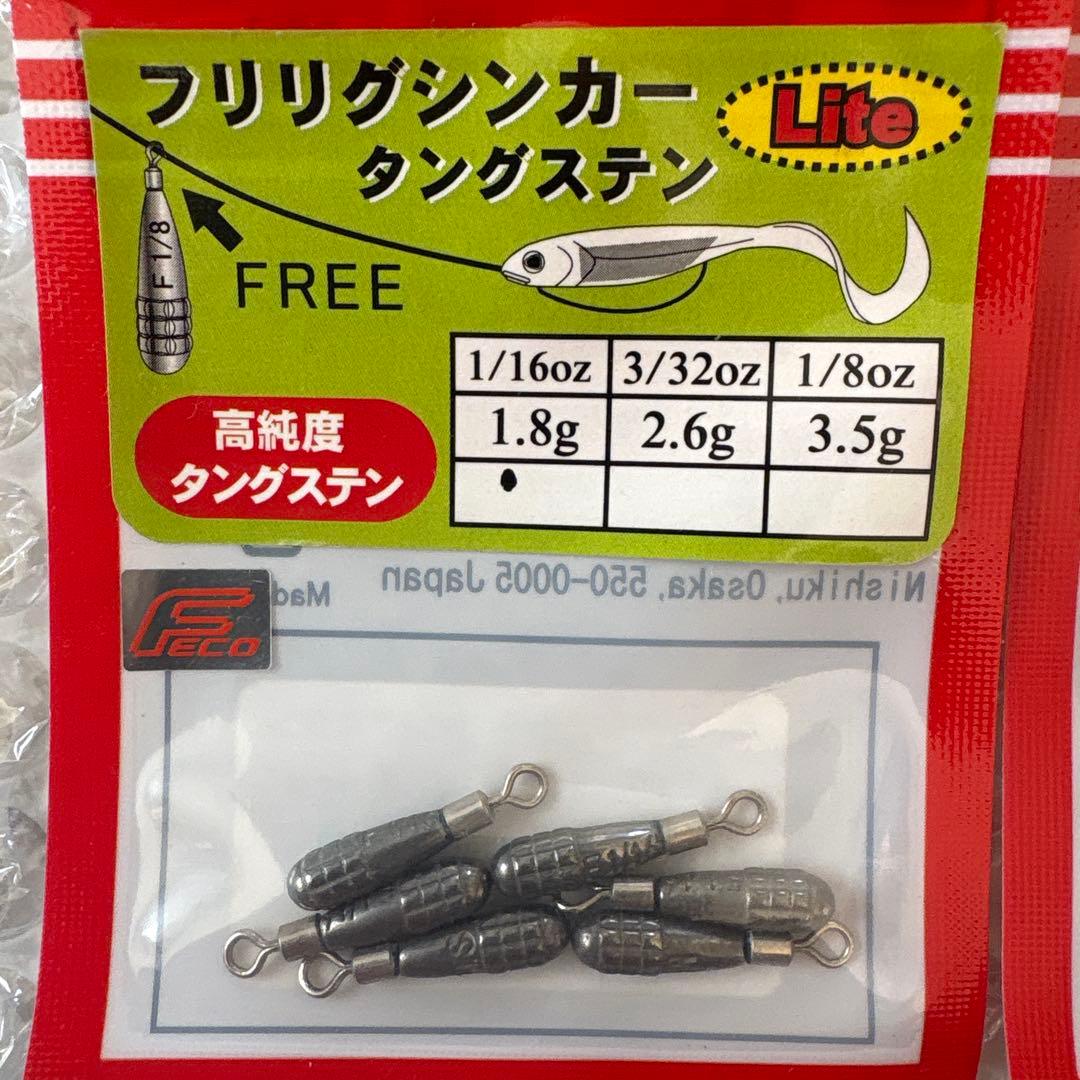 フリリグシンカー
Lite
タングステン
F 1/8
FREE
1/16oz 3/32oz 1/8oz
1.8g 2.6g 3.5g
高純度
タングステン
Nishiku, Osaka, 550-0005 Japan
Mad
FECO